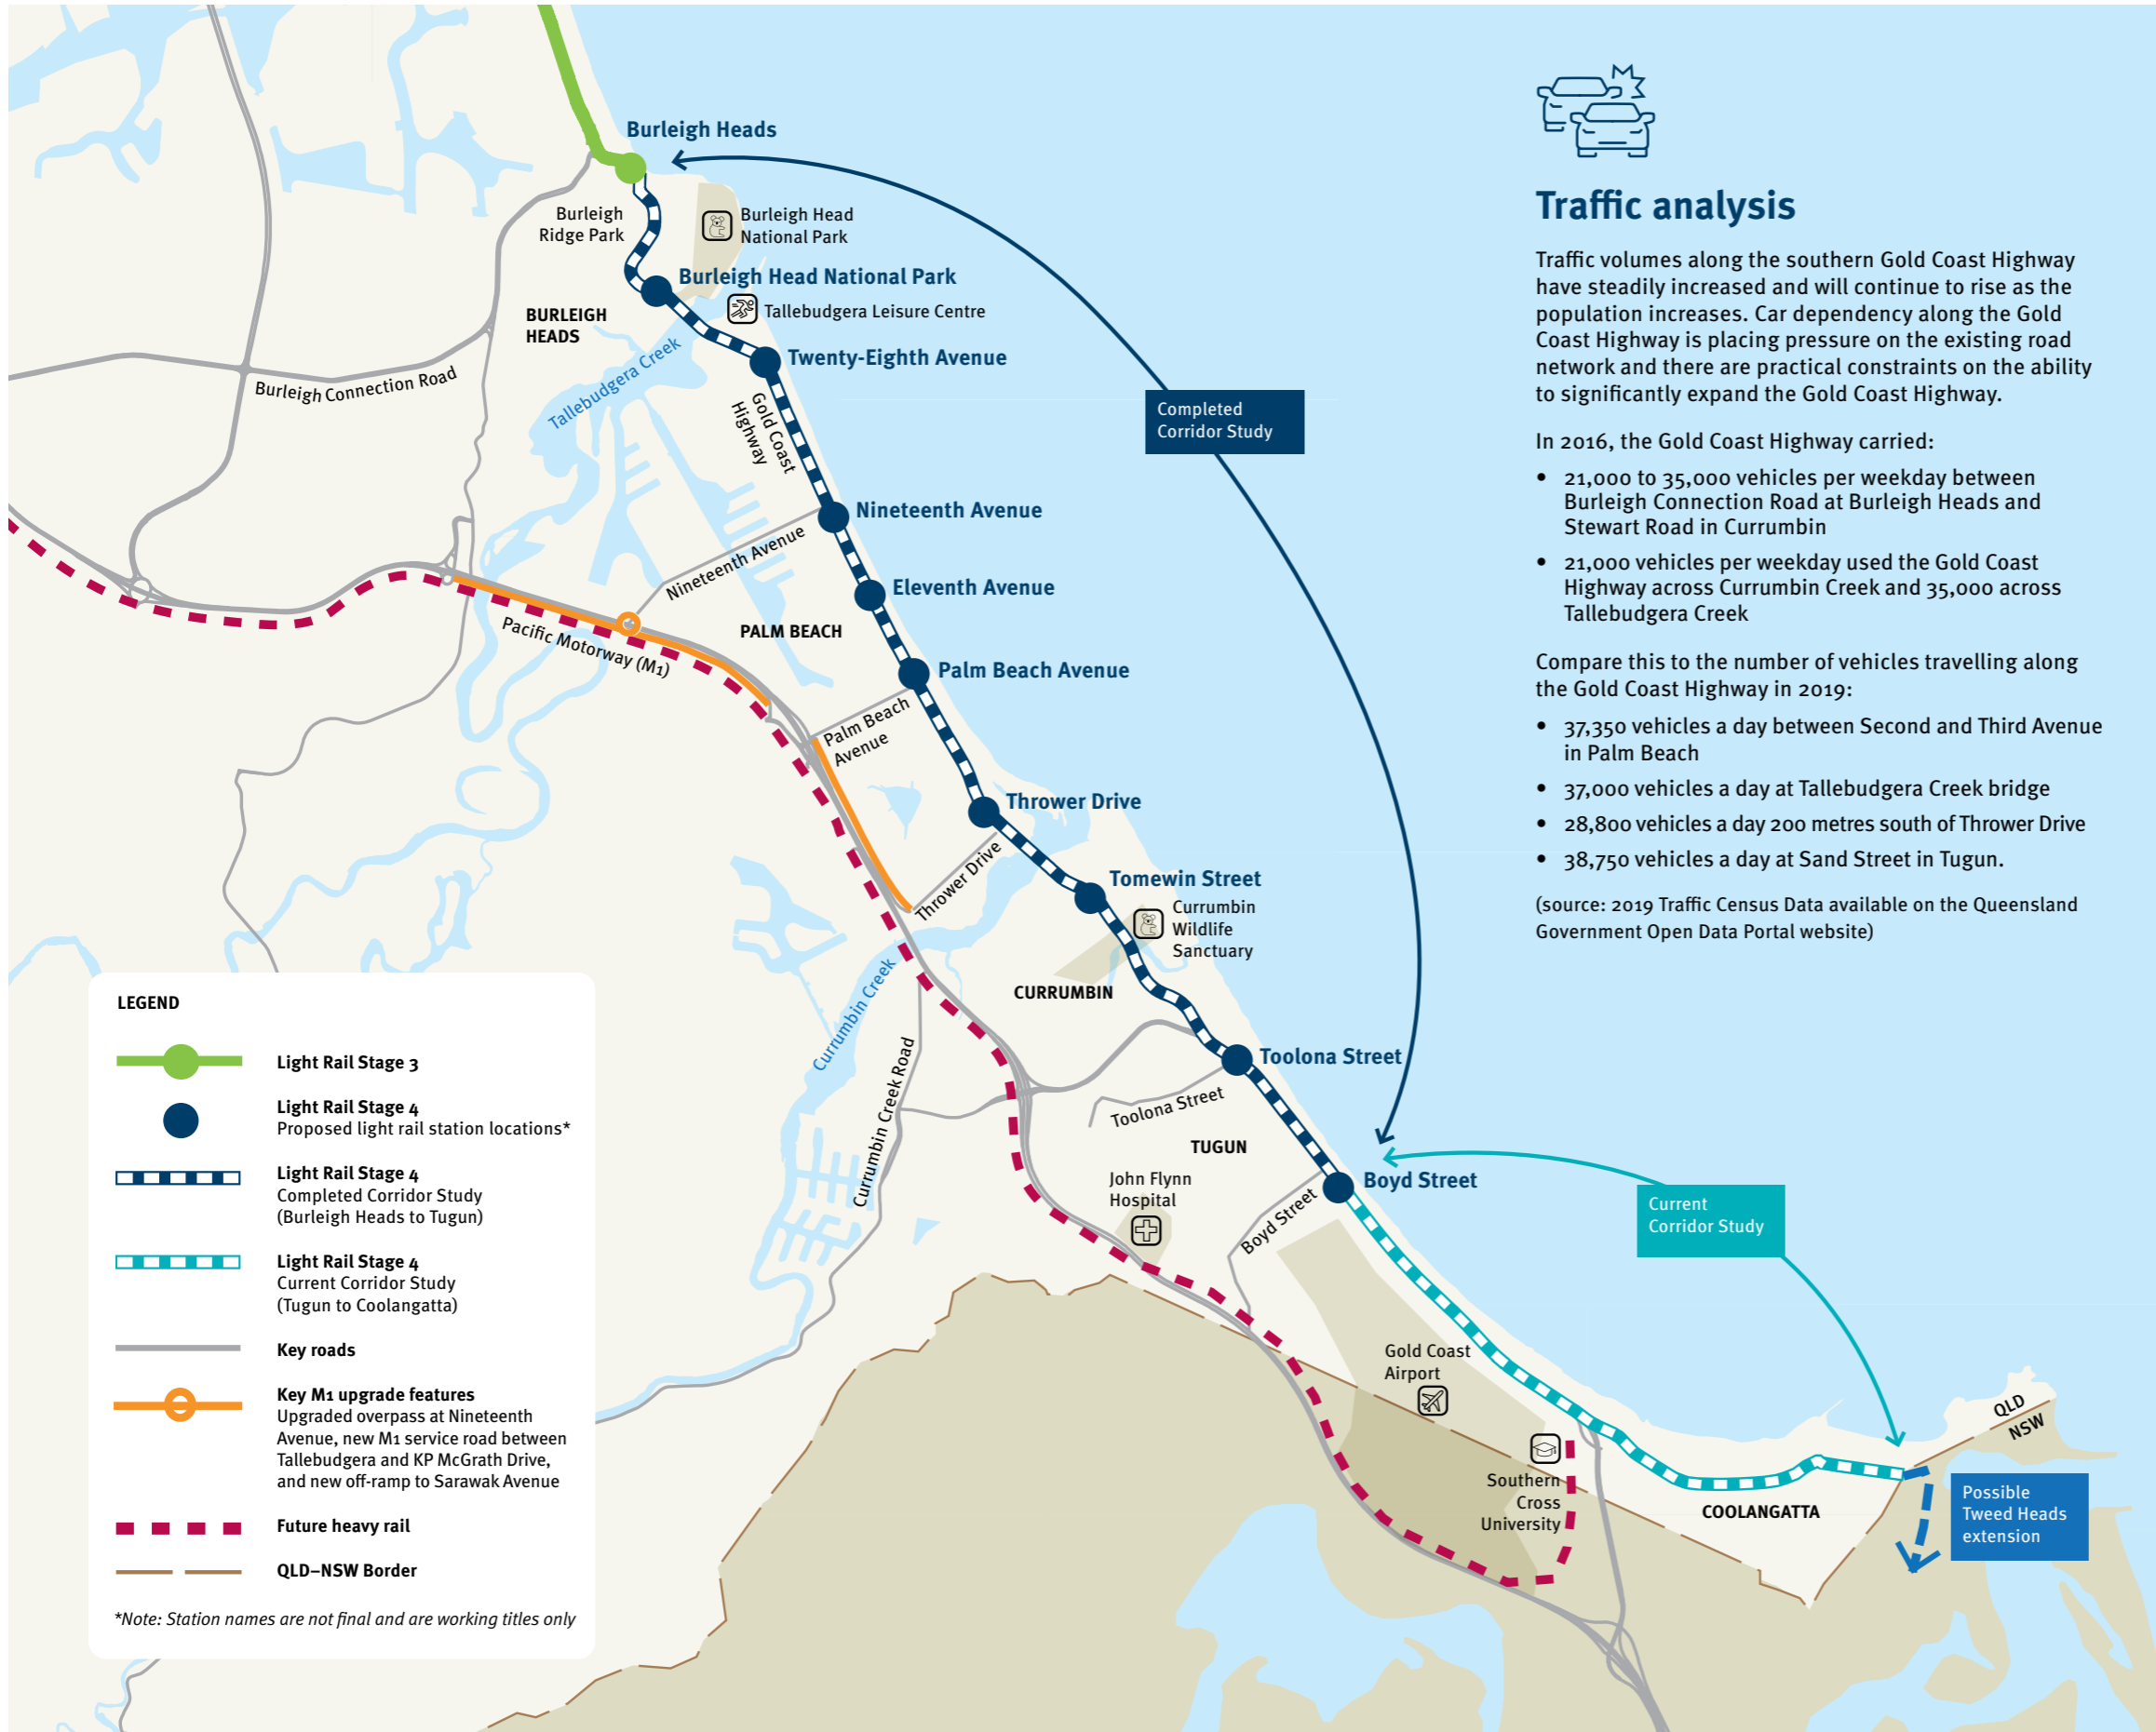 Burleigh Heads
Burleigh
Ridge Park
Burleigh Head
National Park
Burleigh Head National Park
Tallebudgera Leisure Centre
BURLEIGH
HEADS
Twenty-Eighth Avenue
Tallebudgera Creek
Burleigh Connection Road
Gold Coast
Highway
Completed
Corridor Study
Nineteenth Avenue
Nineteenth Avenue
Eleventh Avenue
PALM BEACH
Pacific Motorway (M1)
Palm Beach Avenue
Palm Beach
Avenue
Thrower Drive
Thrower Drive
Tomewin Street
Currumbin
Wildlife
Sanctuary
CURRUMBIN
Currumbin Creek
Currumbin Creek Road
Toolona Street
Toolona Street
TUGUN
John Flynn
Hospital
Boyd Street
Boyd Street
Current
Corridor Study
Gold Coast
Airport
Southern
Cross
University
COOLANGATTA
QLD
NSW
Possible
Tweed Heads
extension
Traffic analysis
Traffic volumes along the southern Gold Coast Highway
have steadily increased and will continue to rise as the
population increases. Car dependency along the Gold
Coast Highway is placing pressure on the existing road
network and there are practical constraints on the ability
to significantly expand the Gold Coast Highway.
In 2016, the Gold Coast Highway carried:
• 21,000 to 35,000 vehicles per weekday between
Burleigh Connection Road at Burleigh Heads and
Stewart Road in Currumbin
• 21,000 vehicles per weekday used the Gold Coast
Highway across Currumbin Creek and 35,000 across
Tallebudgera Creek
Compare this to the number of vehicles travelling along
the Gold Coast Highway in 2019:
• 37,350 vehicles a day between Second and Third Avenue
in Palm Beach
• 37,000 vehicles a day at Tallebudgera Creek bridge
• 28,800 vehicles a day 200 metres south of Thrower Drive
• 38,750 vehicles a day at Sand Street in Tugun.
(source: 2019 Traffic Census Data available on the Queensland
Government Open Data Portal website)
LEGEND
Light Rail Stage 3
Light Rail Stage 4
Proposed light rail station locations*
Light Rail Stage 4
Completed Corridor Study
(Burleigh Heads to Tugun)
Light Rail Stage 4
Current Corridor Study
(Tugun to Coolangatta)
Key roads
Key M1 upgrade features
Upgraded overpass at Nineteenth
Avenue, new M1 service road between
Tallebudgera and KP McGrath Drive,
and new off-ramp to Sarawak Avenue
Future heavy rail
QLD–NSW Border
*Note: Station names are not final and are working titles only